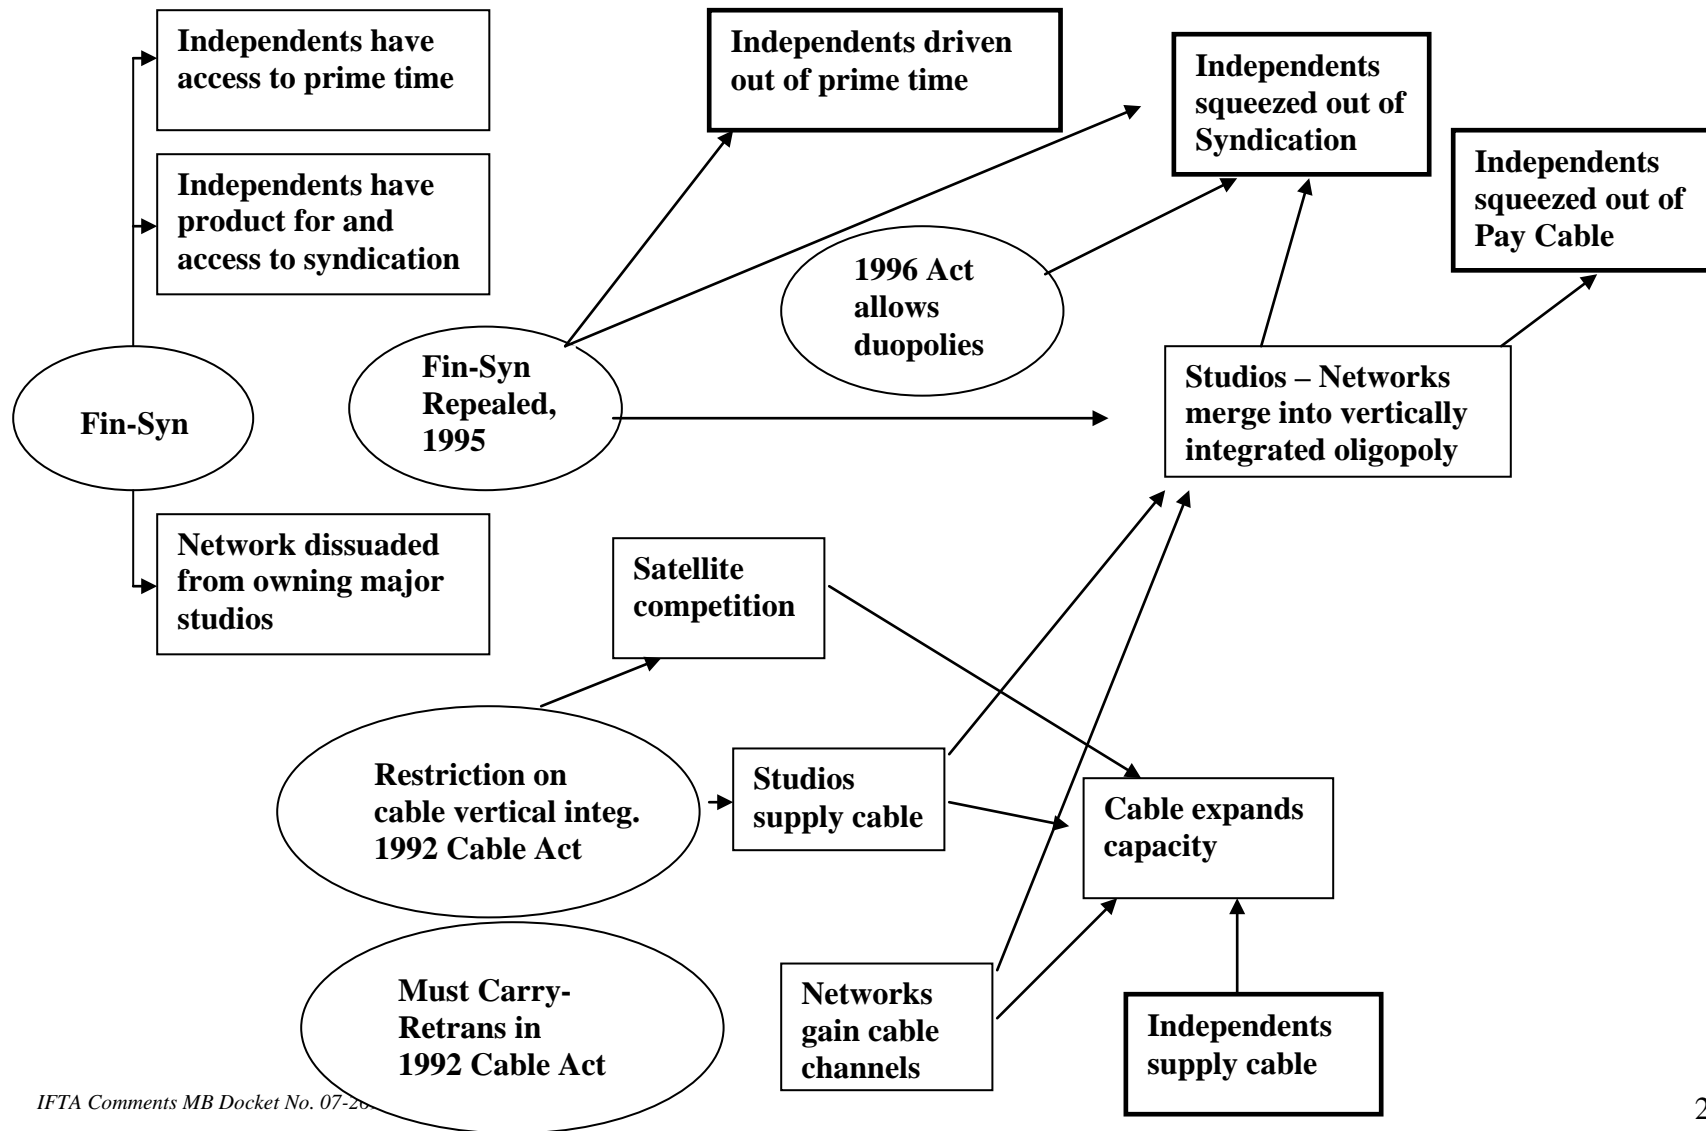 Independents have
access to prime time
Independents driven
out of prime time
Independents
squeezed out of
Syndication
Independents
squeezed out of
Pay Cable
Independents have
product for and
access to syndication
1996 Act
allows
duopolies
Fin-Syn
Fin-Syn
Repealed,
1995
Studios – Networks
merge into vertically
integrated oligopoly
Network dissuaded
from owning major
studios
Satellite
competition
Restriction on
cable vertical integ.
1992 Cable Act
Studios
supply cable
Cable expands
capacity
Must Carry-
Retrans in
1992 Cable Act
Networks
gain cable
channels
Independents
supply cable
IFTA Comments MB Docket No. 07-2
2